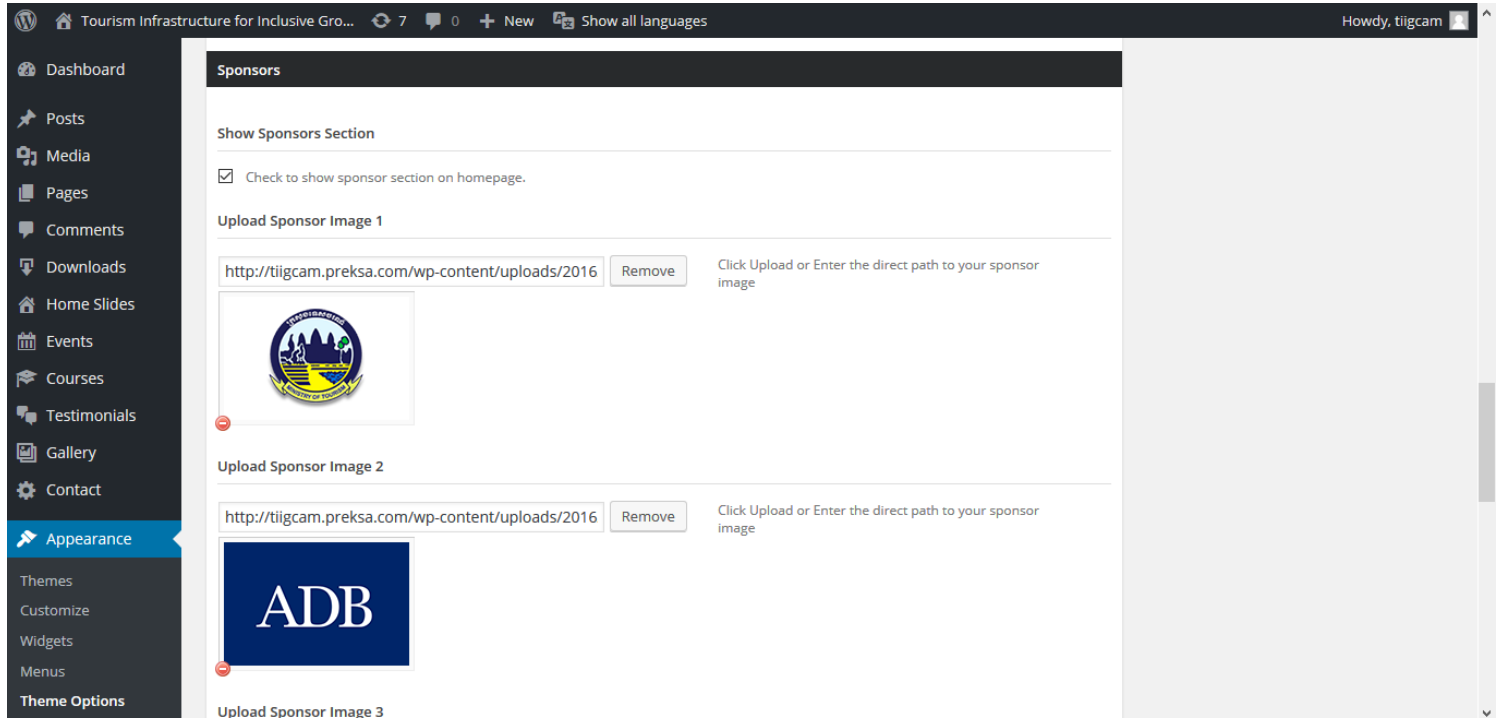 Tourism Infrastructure for Inclusive Gro... 7 0 New Show all languages Howdy, tiigcam
Dashboard
Posts
Media
Pages
Comments
Downloads
Home Slides
Events
Courses
Testimonials
Gallery
Contact
Appearance
Themes
Customize
Widgets
Menus
Theme Options
Sponsors
Show Sponsors Section
Check to show sponsor section on homepage.
Upload Sponsor Image 1
http://tiigcam.preksa.com/wp-content/uploads/2016 Remove Click Upload or Enter the direct path to your sponsor
image
MINISTRY OF TOURISM
Upload Sponsor Image 2
http://tiigcam.preksa.com/wp-content/uploads/2016 Remove Click Upload or Enter the direct path to your sponsor
image
ADB
Upload Sponsor Image 3